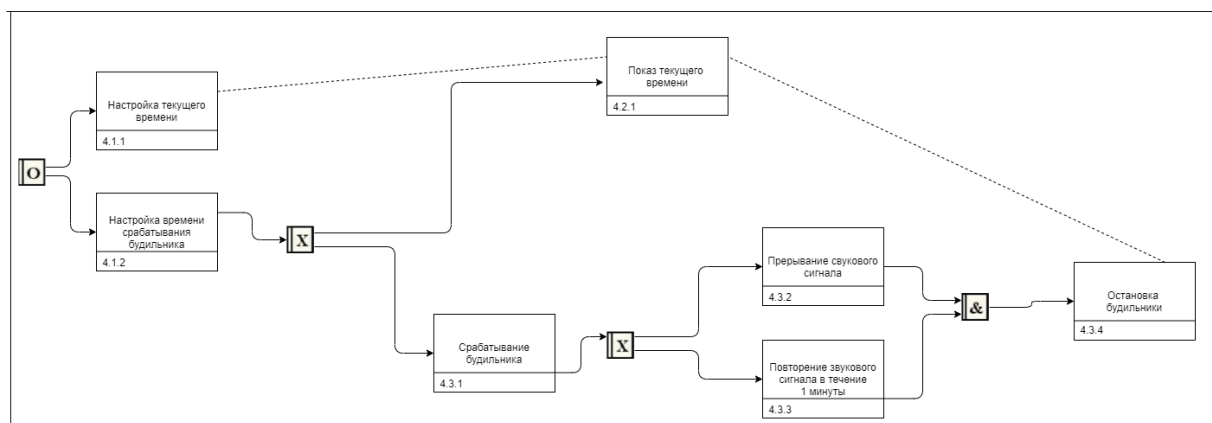 Показ текущего
времени
4.2.1
Настройка текущего
времени
4.1.1
O
Настройка времени
срабатывания
будильника
4.1.2
X
Прерывание звукового
сигнала
4.3.2
&
Остановка
будильники
4.3.4
Срабатывание
будильника
4.3.1
X
Повторение звукового
сигнала в течение
1 минуты
4.3.3